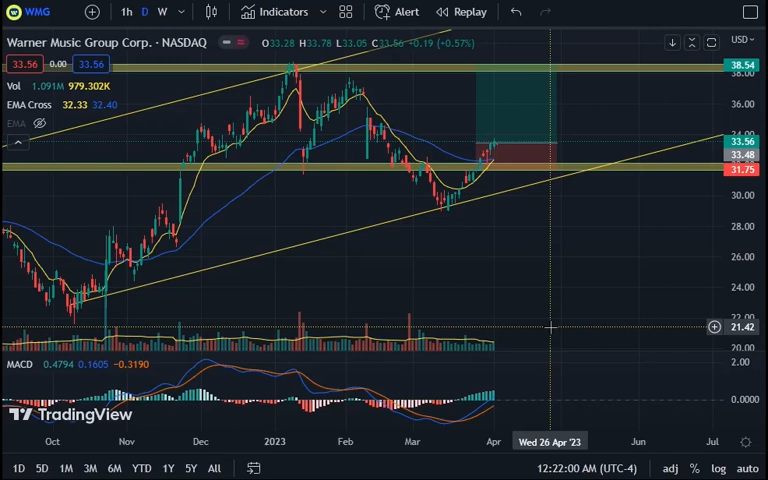 WMG 1h D W Indicators Alert Replay
Warner Music Group Corp. · NASDAQ O33.28 H33.78 L33.05 C33.56 +0.19 (+0.57%) USD
33.56 0.00 33.56
38.54
38.00
Vol 1.091M 979.302K
EMA Cross 32.33 32.40
36.00
EMA
34.00
33.56
33.48
31.75
30.00
28.00
26.00
24.00
22.00
21.42
20.00
MACD 0.4794 0.1605 −0.3190
2.00
0.0000
TradingView
Oct Nov Dec 2023 Feb Mar Apr Wed 26 Apr '23 Jun Jul
1D 5D 1M 3M 6M YTD 1Y 5Y All 12:22:00 AM (UTC-4) adj % log auto